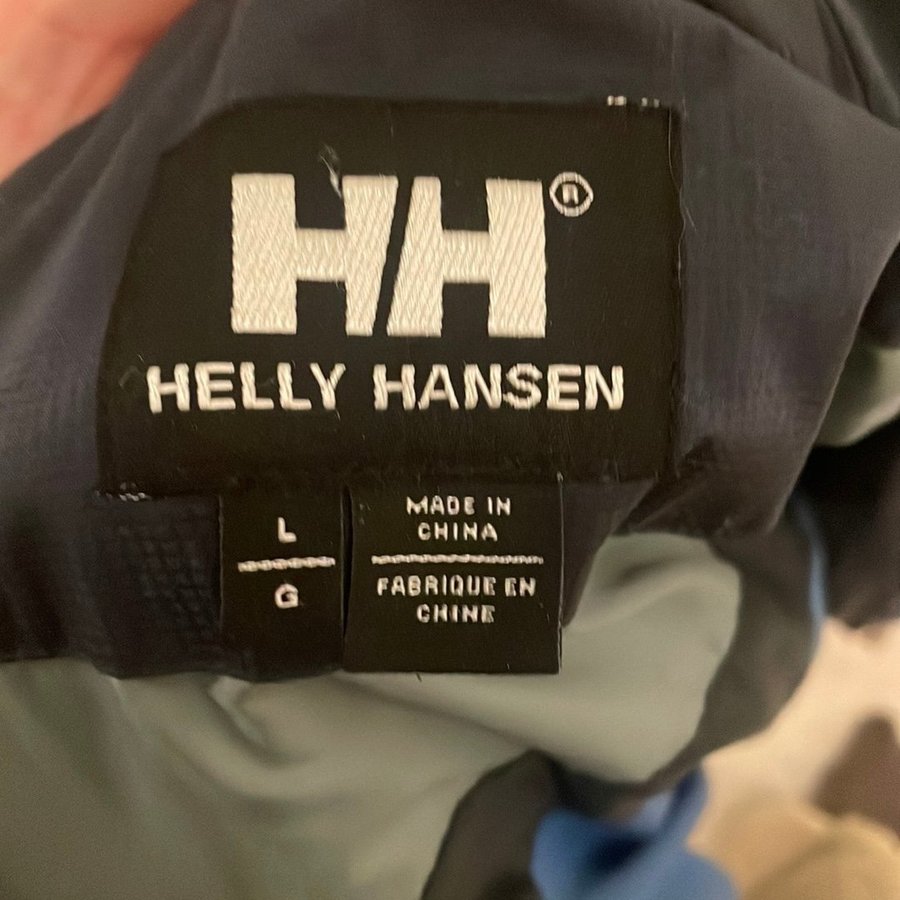 HH®
HELLY HANSEN
L
G
MADE IN
CHINA
FABRIQUE EN
CHINE